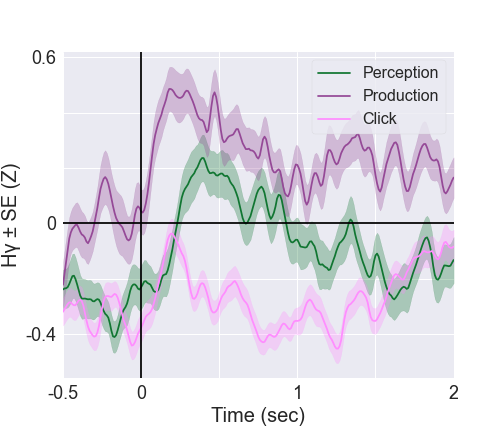 0.6
Perception
Production
Click
Hγ ± SE (Z)
0
-0.4
-0.5
0
1
2
Time (sec)